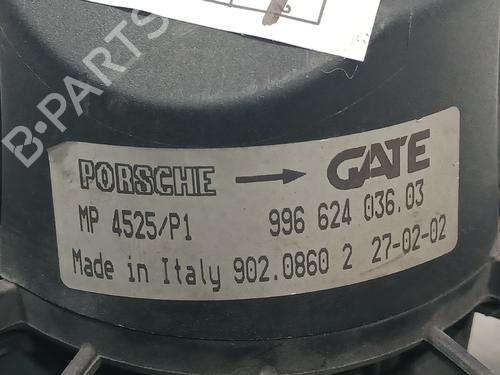 B-PARTS
PORSCHE → GATE
MP 4525/P1 996 624 036.03
Made in Italy 902.0860 2 27-02-02